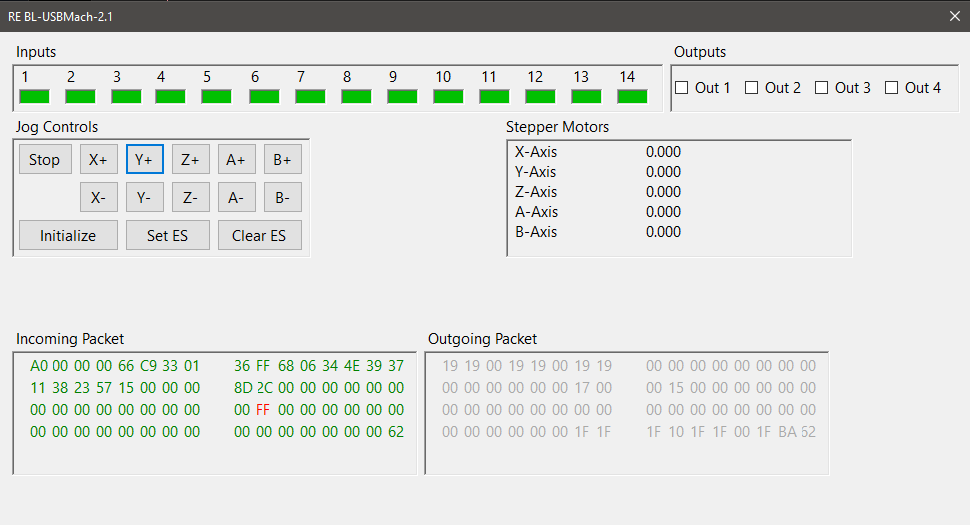 RE BL-USBMach-2.1
Inputs
1 2 3 4 5 6 7 8 9 10 11 12 13 14
Outputs
Out 1 Out 2 Out 3 Out 4
Jog Controls
Stop X+ Y+ Z+ A+ B+
X- Y- Z- A- B-
Initialize Set ES Clear ES
Stepper Motors
X-Axis 0.000
Y-Axis 0.000
Z-Axis 0.000
A-Axis 0.000
B-Axis 0.000
Incoming Packet
A0 00 00 00 66 C9 33 01 36 FF 68 06 34 4E 39 37
11 38 23 57 15 00 00 00 8D 2C 00 00 00 00 00 00
00 00 00 00 00 00 00 00 00 FF 00 00 00 00 00 00
00 00 00 00 00 00 00 00 00 00 00 00 00 00 00 62
Outgoing Packet
19 19 00 19 19 00 19 19 00 00 00 00 00 00 00 00
00 00 00 00 00 00 17 00 00 15 00 00 00 00 00 00
00 00 00 00 00 00 00 00 00 00 00 00 00 00 00 00
00 00 00 00 00 00 1F 1F 1F 10 1F 1F 00 1F BA 62